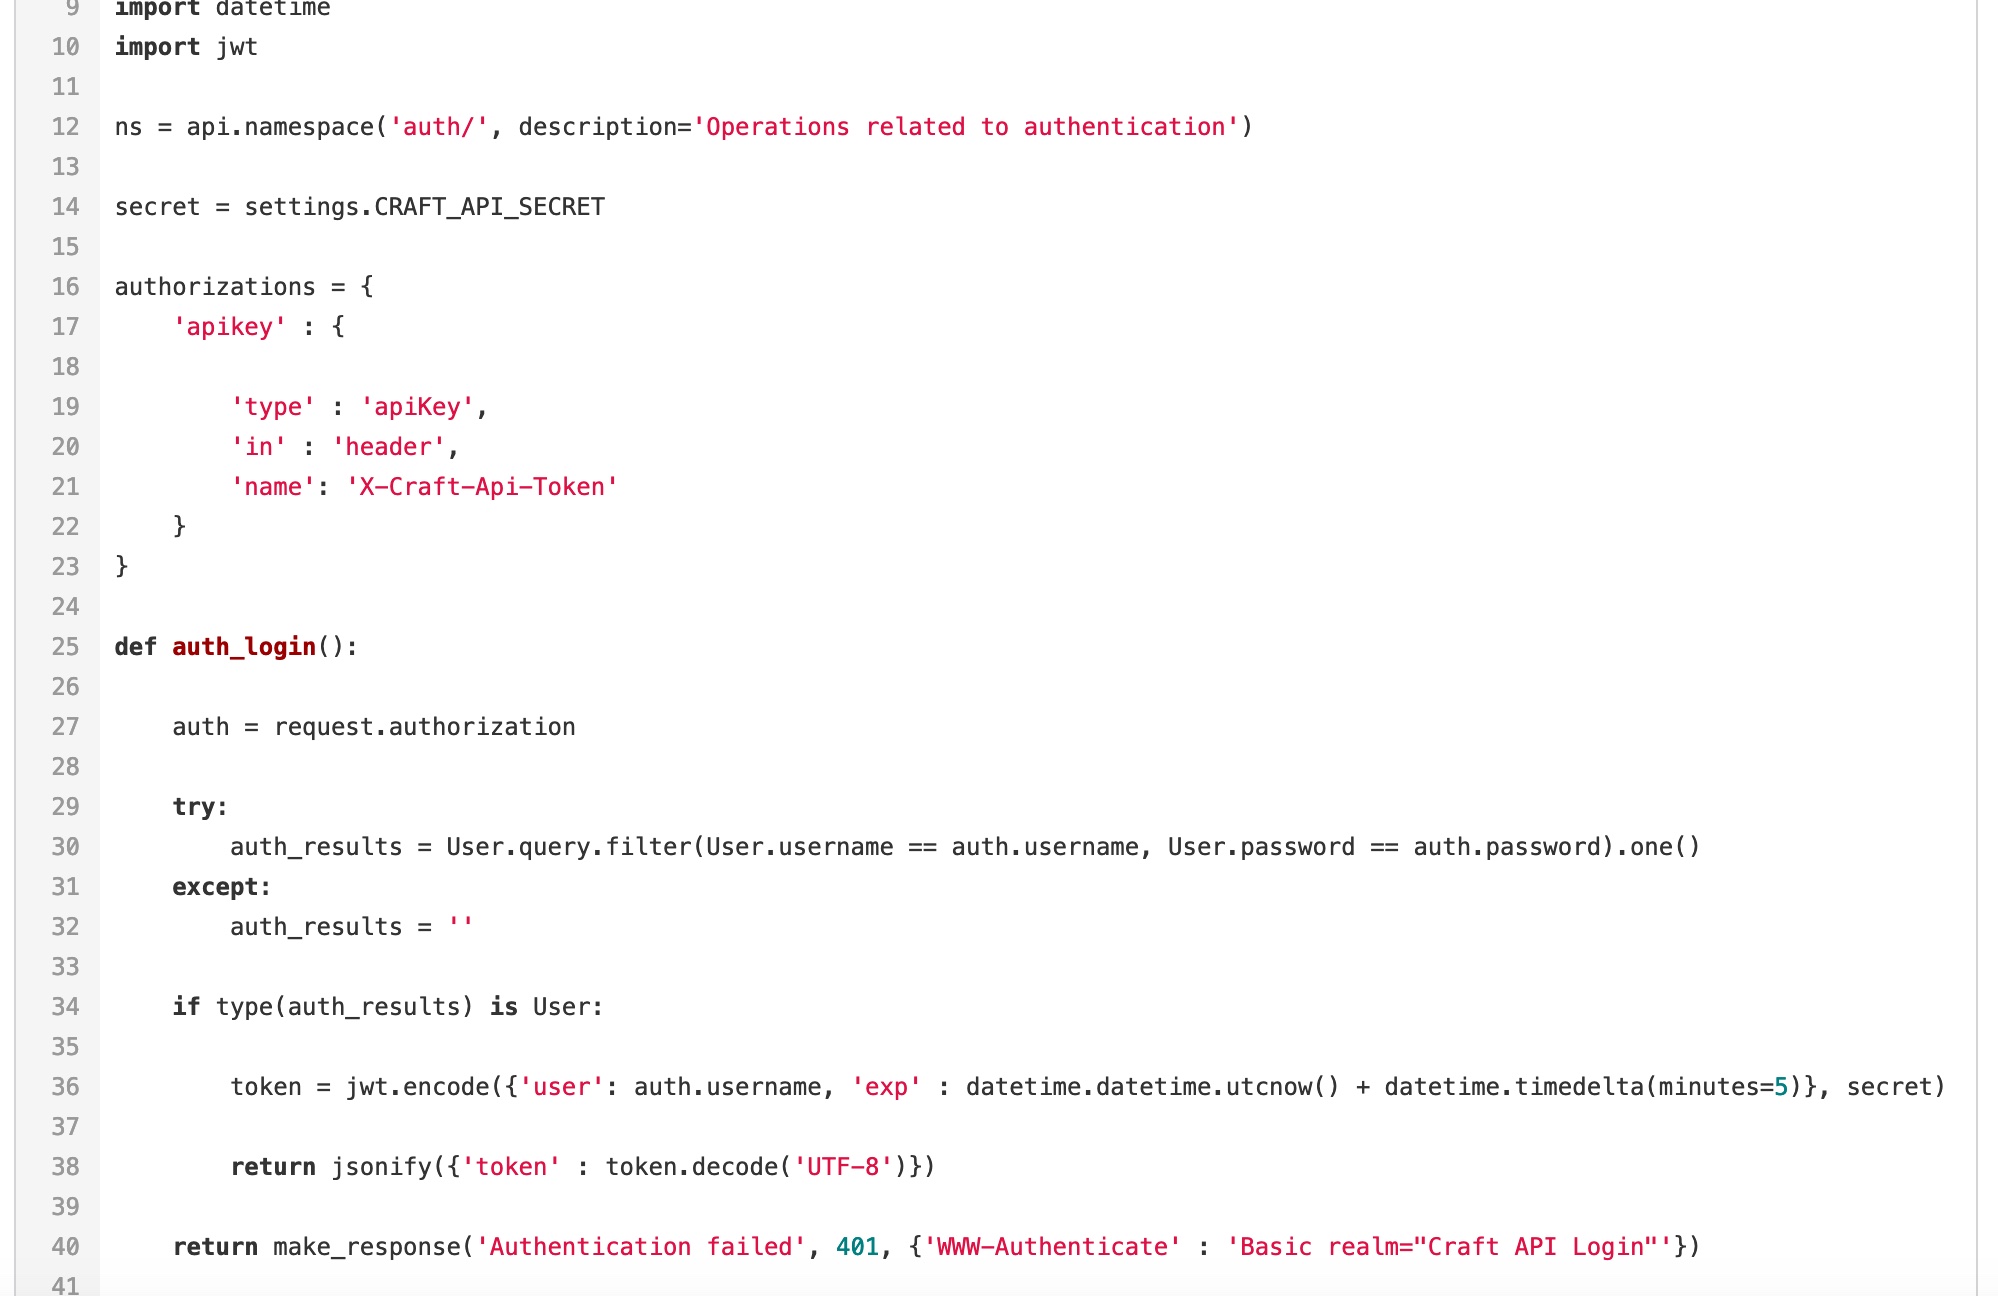 9 import datetime
10 import jwt
11
12 ns = api.namespace('auth/', description='Operations related to authentication')
13
14 secret = settings.CRAFT_API_SECRET
15
16 authorizations = {
17     'apikey' : {
18
19         'type' : 'apiKey',
20         'in' : 'header',
21         'name': 'X-Craft-Api-Token'
22     }
23 }
24
25 def auth_login():
26
27     auth = request.authorization
28
29     try:
30         auth_results = User.query.filter(User.username == auth.username, User.password == auth.password).one()
31     except:
32         auth_results = ''
33
34     if type(auth_results) is User:
35
36         token = jwt.encode({'user': auth.username, 'exp' : datetime.datetime.utcnow() + datetime.timedelta(minutes=5)}, secret)
37
38         return jsonify({'token' : token.decode('UTF-8')})
39
40     return make_response('Authentication failed', 401, {'WWW-Authenticate' : 'Basic realm="Craft API Login"'})
41